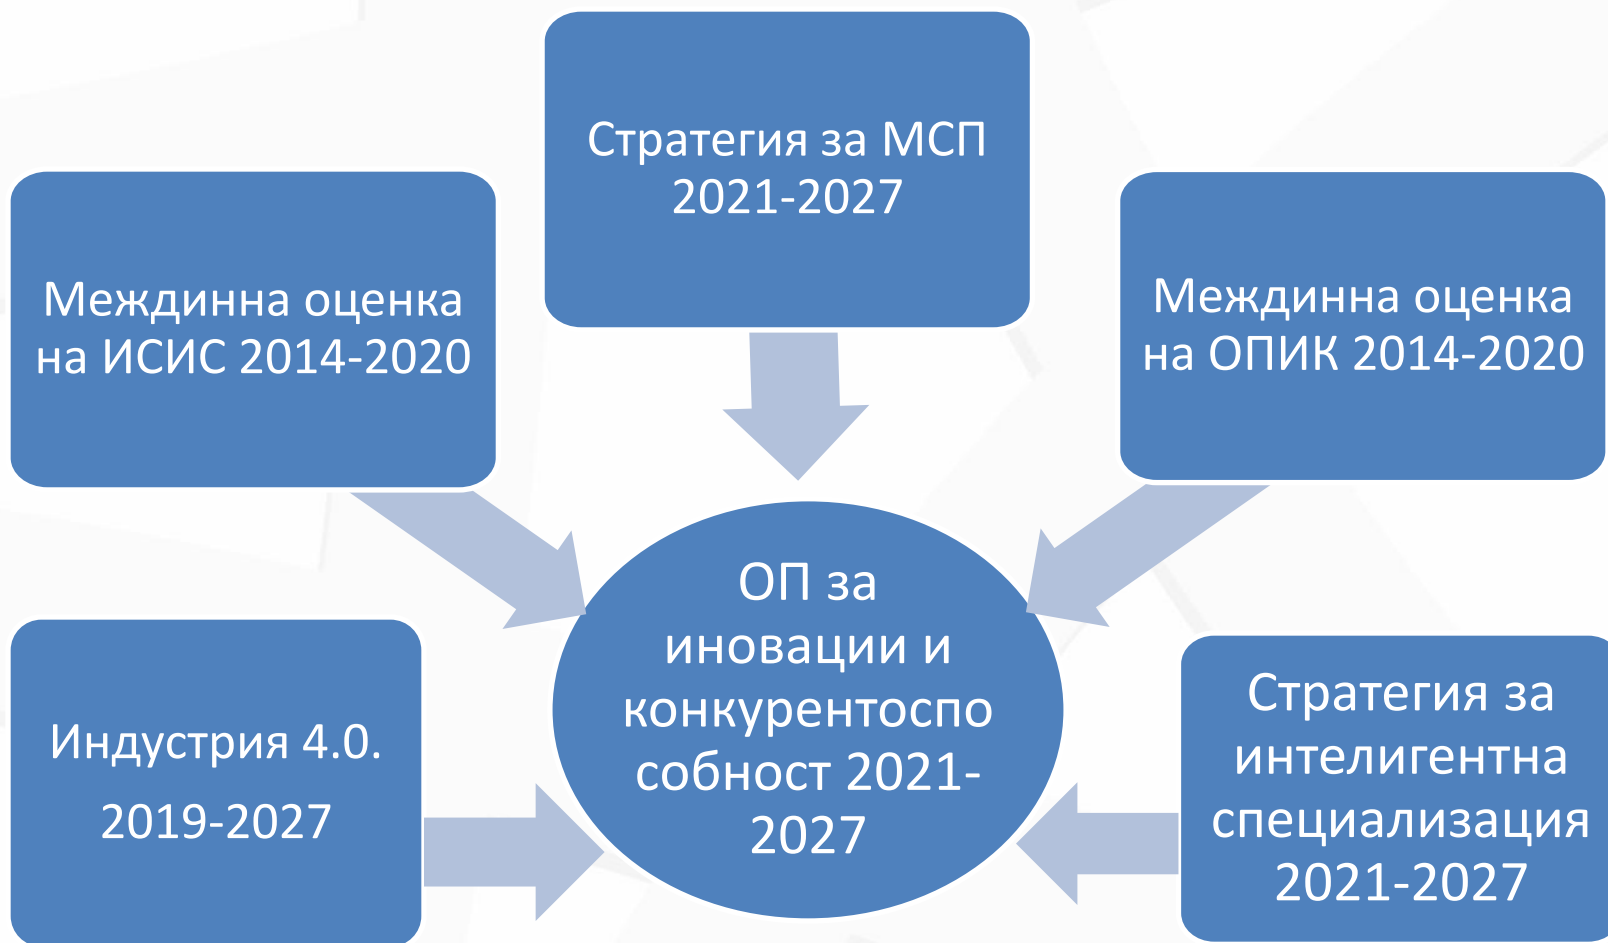 Стратегия за МСП
2021-2027
Междинна оценка
на ИСИС 2014-2020
Междинна оценка
на ОПИК 2014-2020
ОП за
иновации и
конкурентоспо
собност 2021-
2027
Индустрия 4.0.
2019-2027
Стратегия за
интелигентна
специализация
2021-2027